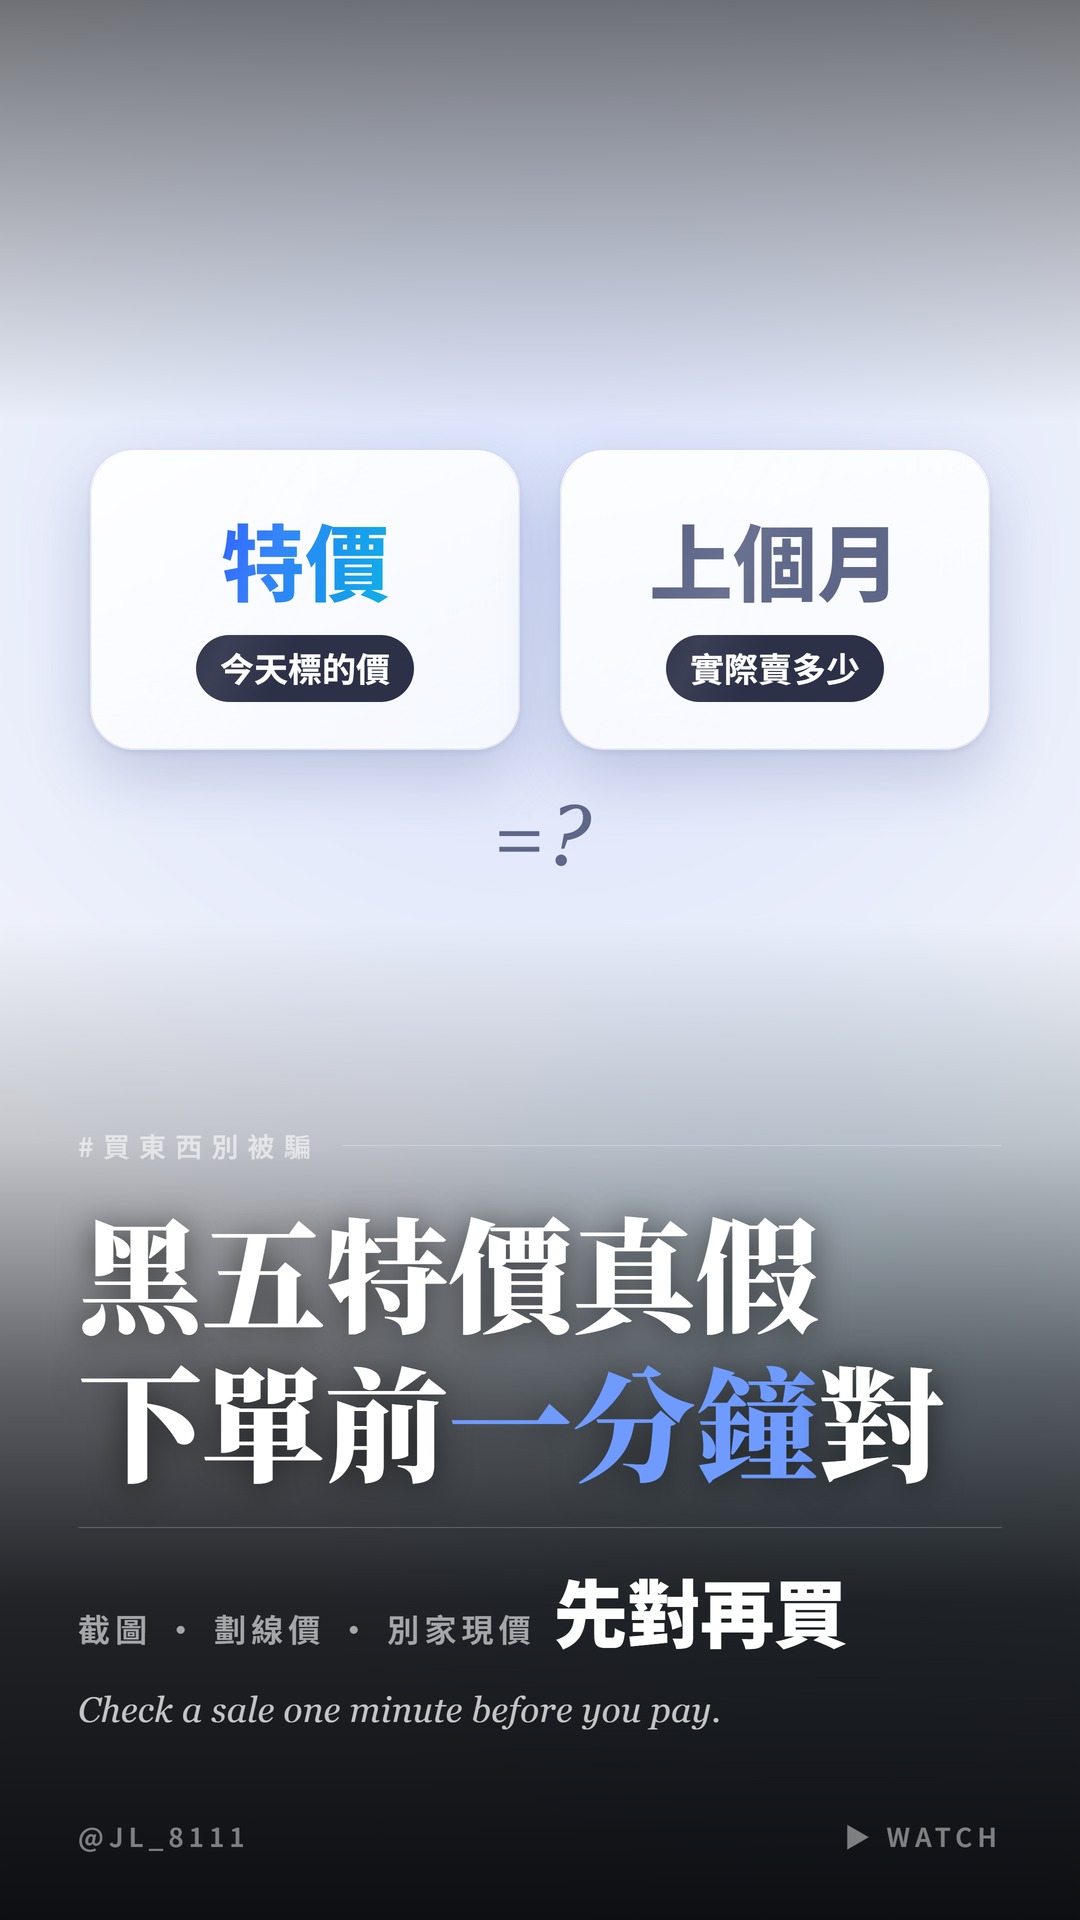 特價
今天標的價
上個月
實際賣多少
=?
#買東西別被騙
黑五特價真假
下單前一分鐘對
截圖 • 劃線價 • 別家現價 先對再買
Check a sale one minute before you pay.
@JL_8111
▶ WATCH